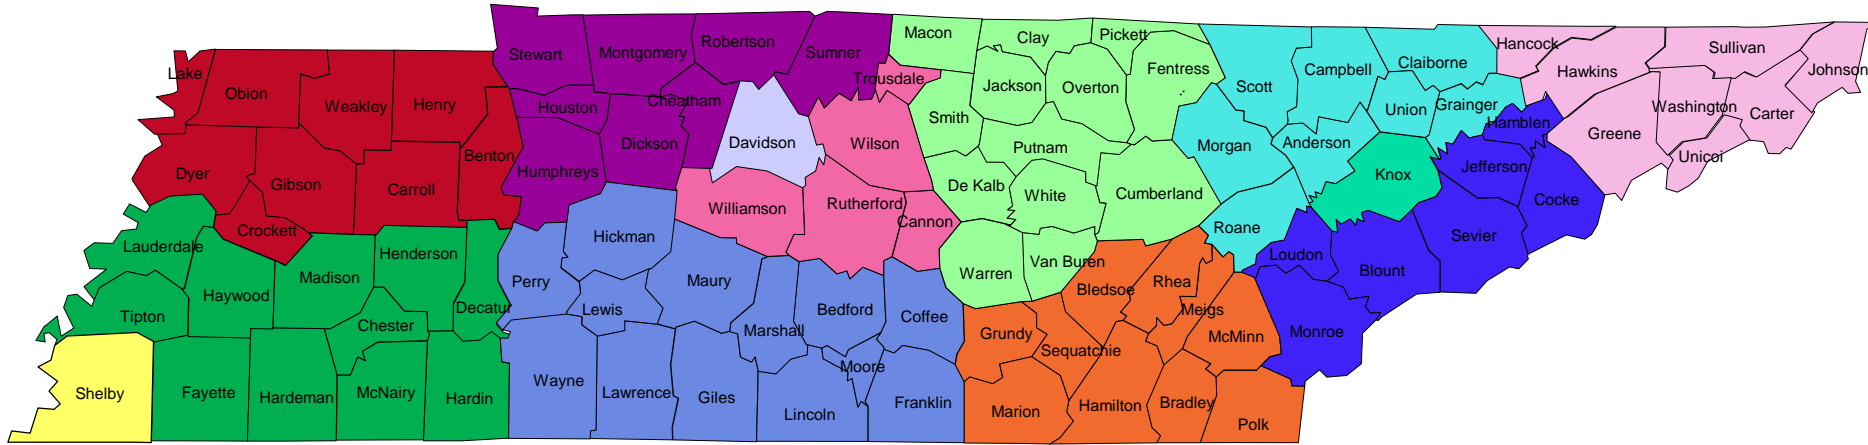 Lake
Obion
Weakley
Henry
Benton
Dyer
Gibson
Carroll
Crockett
Stewart
Montgomery
Robertson
Sumner
Houston
Cheatham
Dickson
Humphreys
Davidson
Trousdale
Wilson
Williamson
Rutherford
Cannon
Macon
Clay
Pickett
Jackson
Overton
Fentress
Smith
Putnam
De Kalb
White
Cumberland
Warren
Van Buren
Scott
Campbell
Claiborne
Union
Grainger
Morgan
Anderson
Roane
Knox
Hancock
Hawkins
Sullivan
Johnson
Washington
Carter
Greene
Unicoi
Hamblen
Jefferson
Cocke
Sevier
Loudon
Blount
Monroe
Lauderdale
Tipton
Haywood
Madison
Henderson
Decatur
Chester
Fayette
Hardeman
McNairy
Hardin
Shelby
Hickman
Perry
Lewis
Maury
Marshall
Bedford
Coffee
Moore
Wayne
Lawrence
Giles
Lincoln
Franklin
Bledsoe
Rhea
Meigs
McMinn
Grundy
Sequatchie
Marion
Hamilton
Bradley
Polk